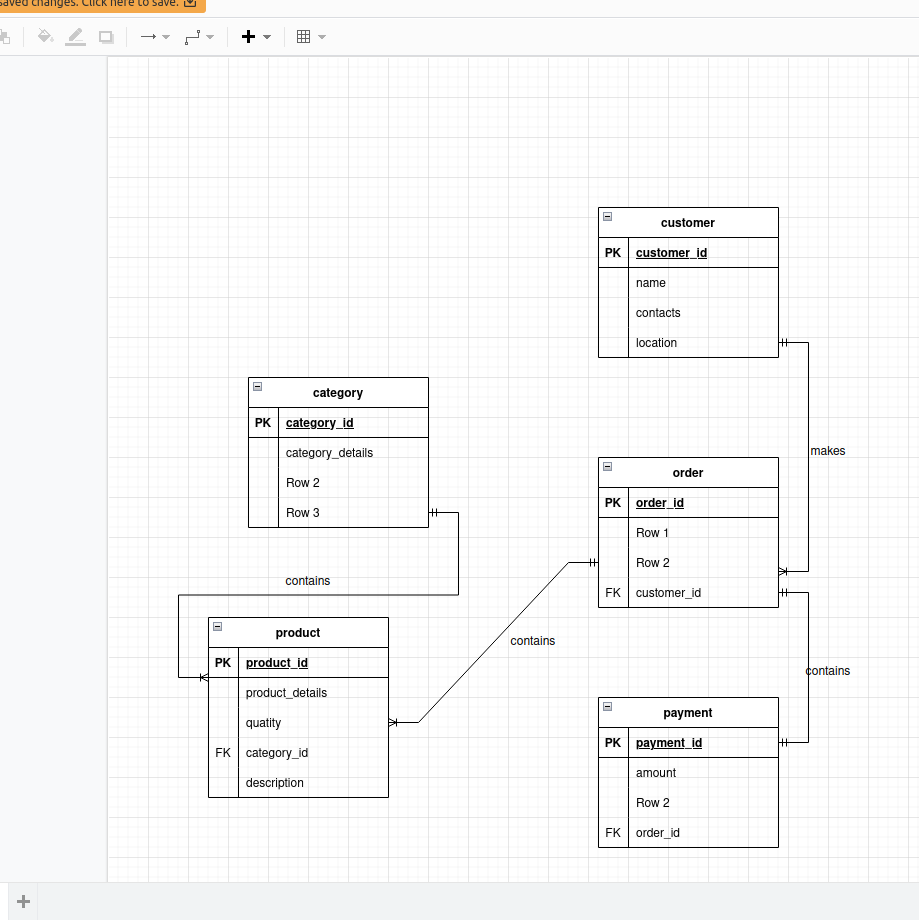 saved changes. Click here to save.
customer
PK customer_id
name
contacts
location
makes
category
PK category_id
category_details
Row 2
Row 3
contains
order
PK order_id
Row 1
Row 2
FK customer_id
contains
contains
product
PK product_id
product_details
quatity
FK category_id
description
payment
PK payment_id
amount
Row 2
FK order_id